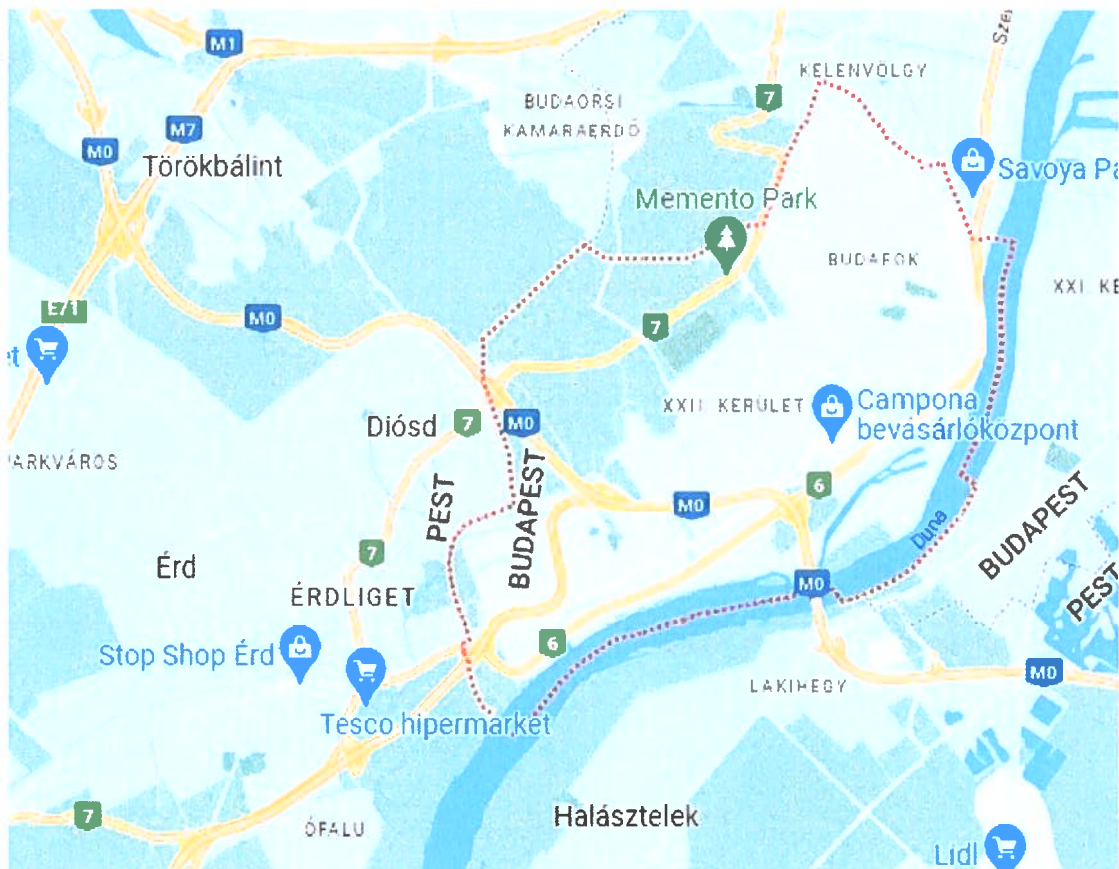 M1
7
KELENVÖLGY
BUDAÖRSI
KAMARAERDŐ
M7
M0
Törökbálint
Savoya Pa
Memento Park
BUDAFOK
XXI. KE
E71
M0
7
et
XXII. KERÜLET
Campona
bevásárlóközpont
Diósd
7
M0
PARKVÁROS
PEST
BUDAPEST
6
M0
Duna
BUDAPEST
PEST
7
Érd
ÉRDLIGET
M0
6
Stop Shop Érd
LAKIHEGY
M0
Tesco hipermarket
7
ÓFALU
Halásztelek
Lidl